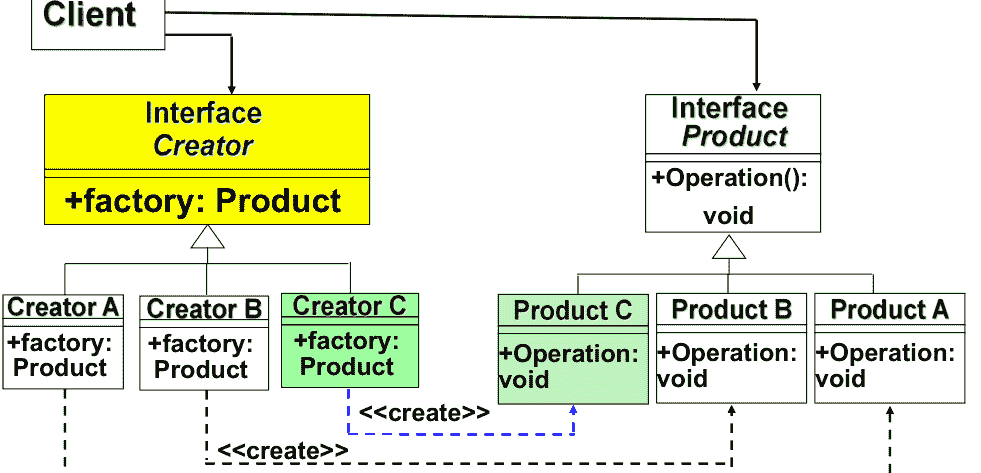 Client
Interface
Creator
+factory: Product
Interface
Product
+Operation():
void
Creator A
+factory:
Product
Creator B
+factory:
Product
Creator C
+factory:
Product
Product C
+Operation:
void
Product B
+Operation:
void
Product A
+Operation:
void
<<create>>
<<create>>